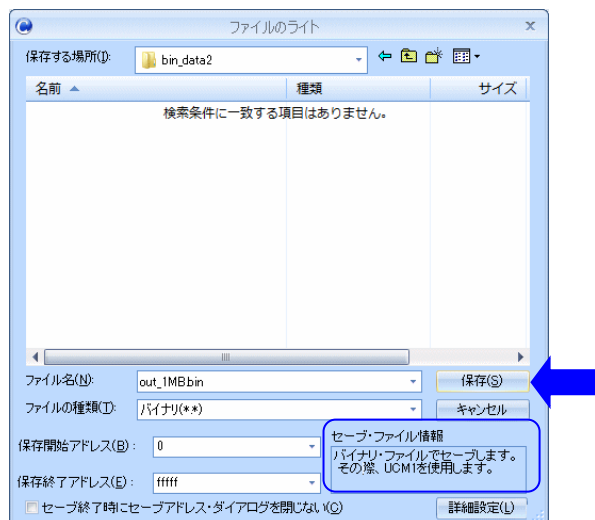 ファイルのライト
保存する場所(I):
bin_data2
名前
種類
サイズ
検索条件に一致する項目はありません。
ファイル名(N):
out_1MB.bin
保存(S)
ファイルの種類(T):
バイナリ(*.*)
キャンセル
保存開始アドレス(B) :
0
セーブ・ファイル情報
バイナリ・ファイルでセーブします。
その際、UCM1を使用します。
保存終了アドレス(E) :
fffff
セーブ終了時にセーブアドレス・ダイアログを閉じない(C)
詳細設定(L)